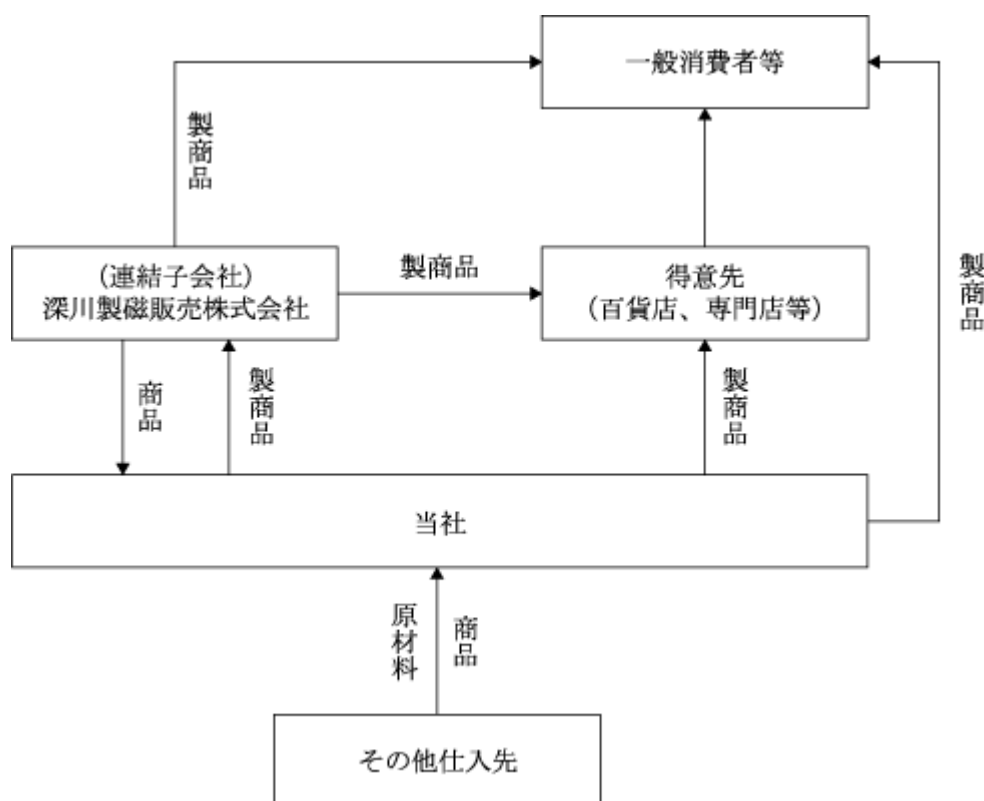 一般消費者等
製商品
(連結子会社)
深川製磁販売株式会社
製商品
得意先
(百貨店、専門店等)
製商品
商品
製商品
製商品
当社
原材料
商品
その他仕入先